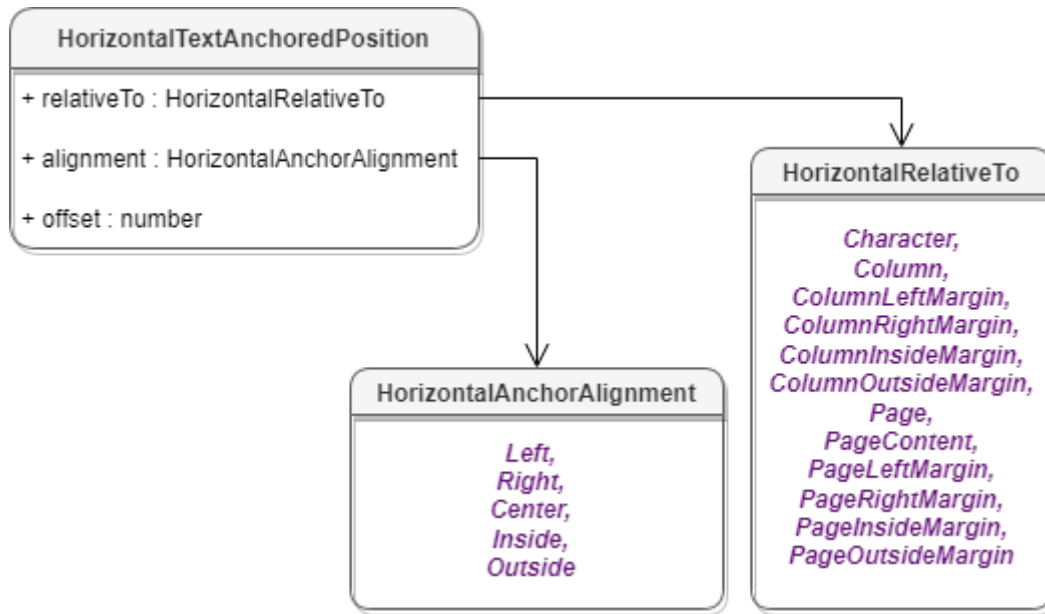 HorizontalTextAnchoredPosition
+ relativeTo : HorizontalRelativeTo
+ alignment : HorizontalAnchorAlignment
+ offset : number
HorizontalRelativeTo
Character,
Column,
ColumnLeftMargin,
ColumnRightMargin,
ColumnInsideMargin,
ColumnOutsideMargin,
Page,
PageContent,
PageLeftMargin,
PageRightMargin,
PageInsideMargin,
PageOutsideMargin
HorizontalAnchorAlignment
Left,
Right,
Center,
Inside,
Outside